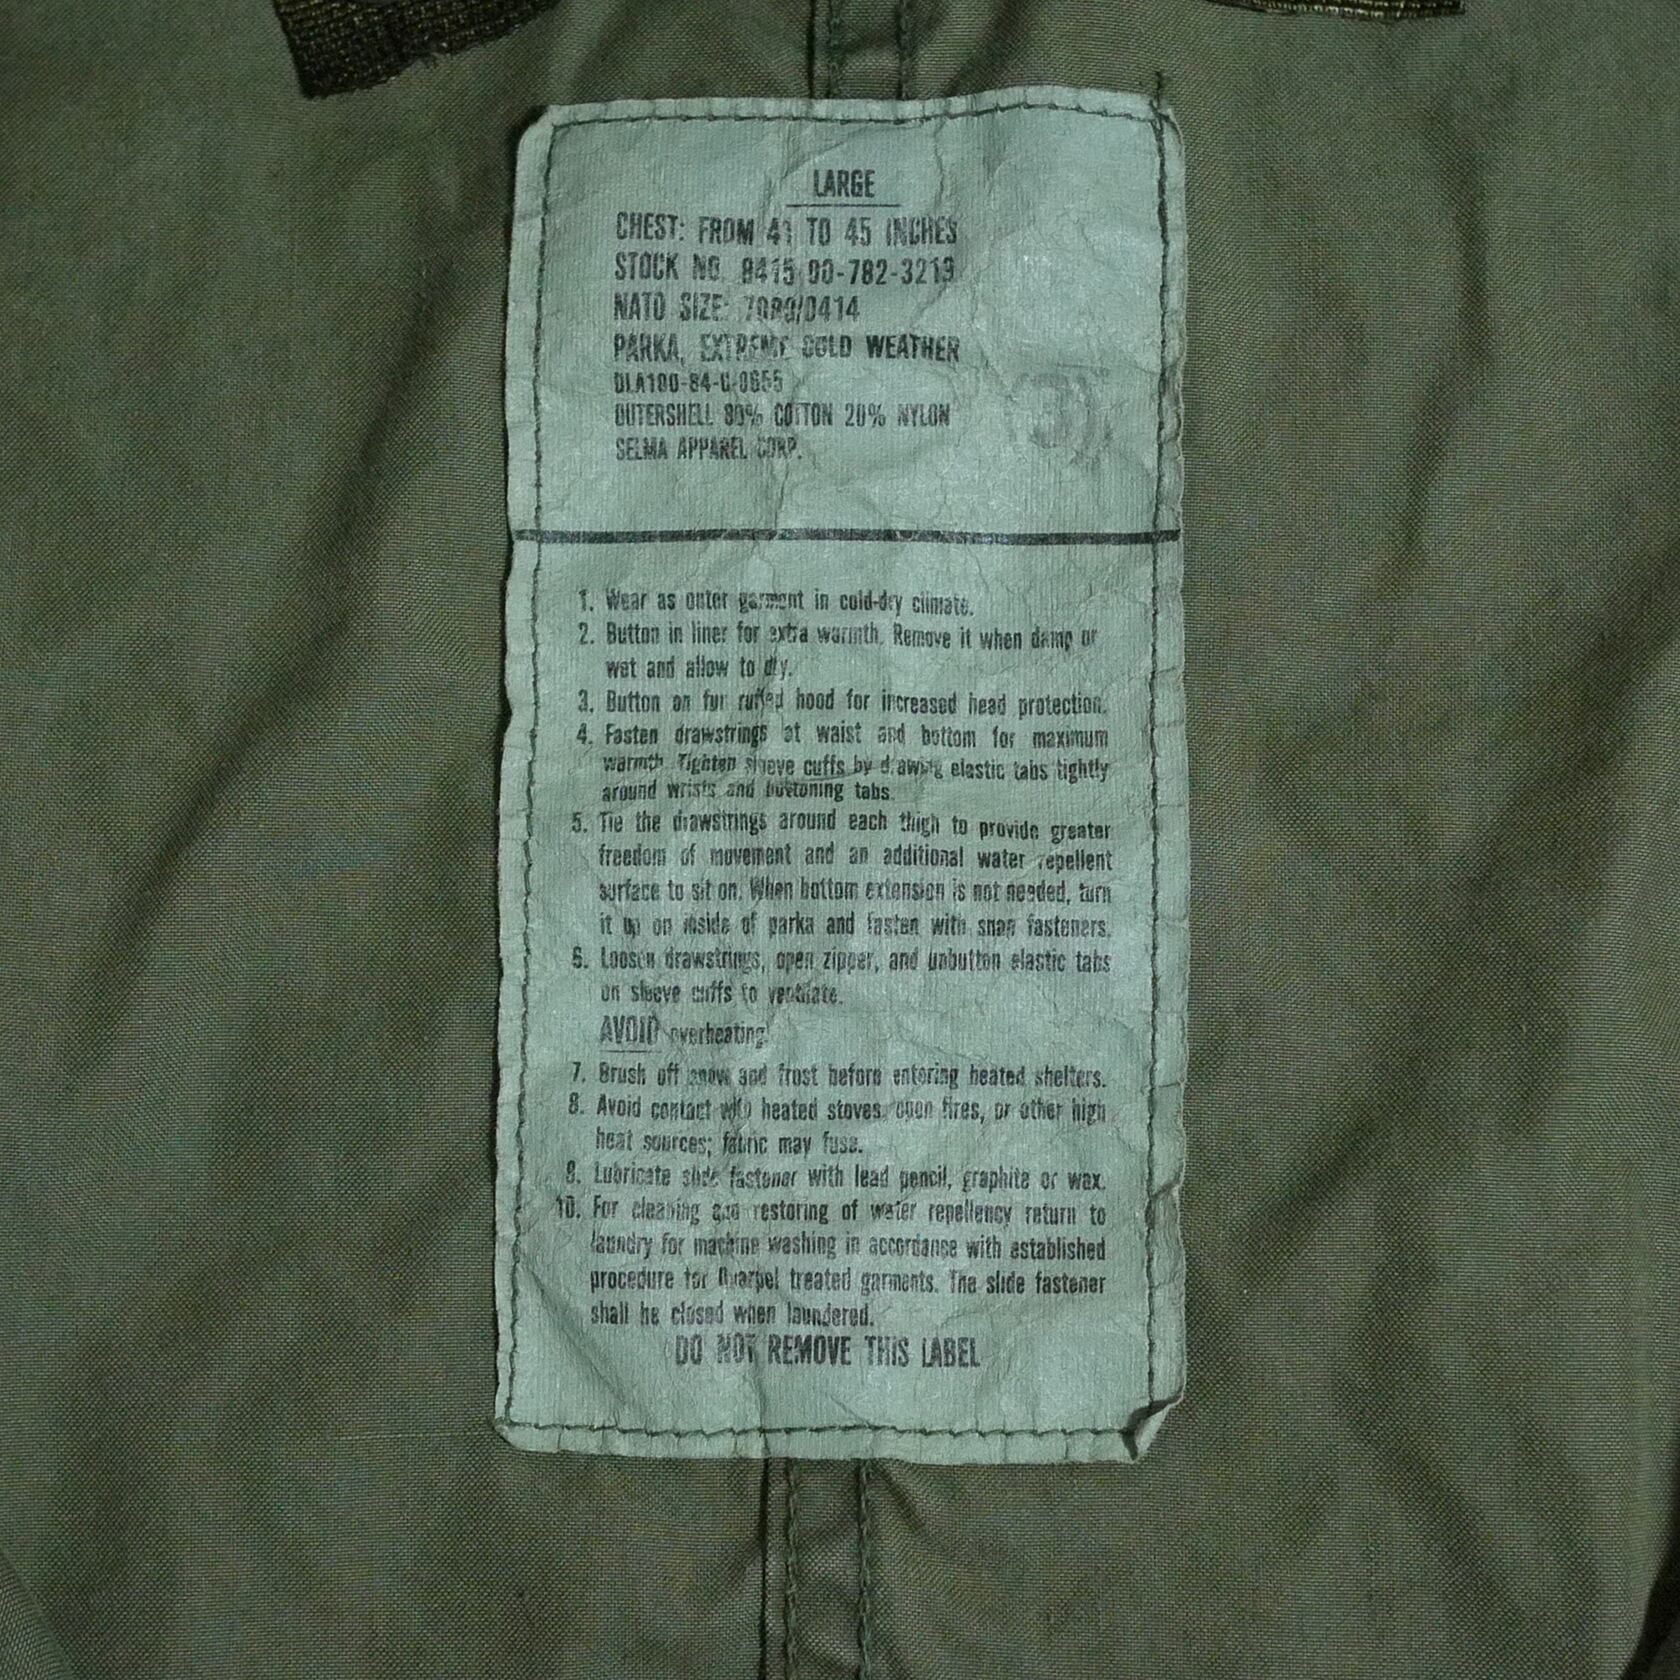 LARGE
CHEST: FROM 41 TO 45 INCHES
STOCK NO. 8415-00-782-3219
NATO SIZE: 7080/0414
PARKA, EXTREME COLD WEATHER
DLA100-84-C-0655
OUTERSHELL 80% COTTON 20% NYLON
SELMA APPAREL CORP.
3
1. Wear as outer garment in cold-dry climate.
2. Button in liner for extra warmth. Remove it when damp or
wet and allow to dry.
3. Button on fur ruffed hood for increased head protection.
4. Fasten drawstrings at waist and bottom for maximum
warmth. Tighten sleeve cuffs by drawing elastic tabs tightly
around wrists and buttoning tabs.
5. Tie the drawstrings around each thigh to provide greater
freedom of movement and an additional water repellent
surface to sit on. When bottom extension is not needed, turn
it up on inside of parka and fasten with snap fasteners.
6. Loosen drawstrings, open zipper, and unbutton elastic tabs
on sleeve cuffs to ventilate.
AVOID overheating.
7. Brush off snow and frost before entering heated shelters.
8. Avoid contact with heated stoves, open fires, or other high
heat sources; fabric may fuse.
9. Lubricate slide fastener with lead pencil, graphite or wax.
10. For cleaning and restoring of water repellency return to
laundry for machine washing in accordance with established
procedure for Quarpel treated garments. The slide fastener
shall be closed when laundered.
DO NOT REMOVE THIS LABEL